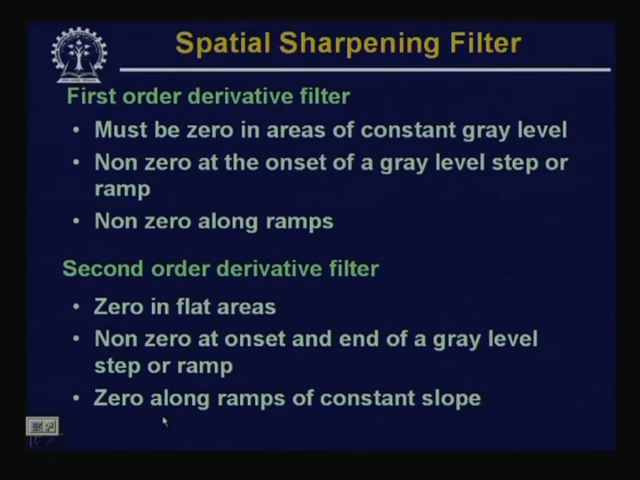 Spatial Sharpening Filter
First order derivative filter
• Must be zero in areas of constant gray level
• Non zero at the onset of a gray level step or
ramp
• Non zero along ramps
Second order derivative filter
• Zero in flat areas
• Non zero at onset and end of a gray level
step or ramp
• Zero along ramps of constant slope